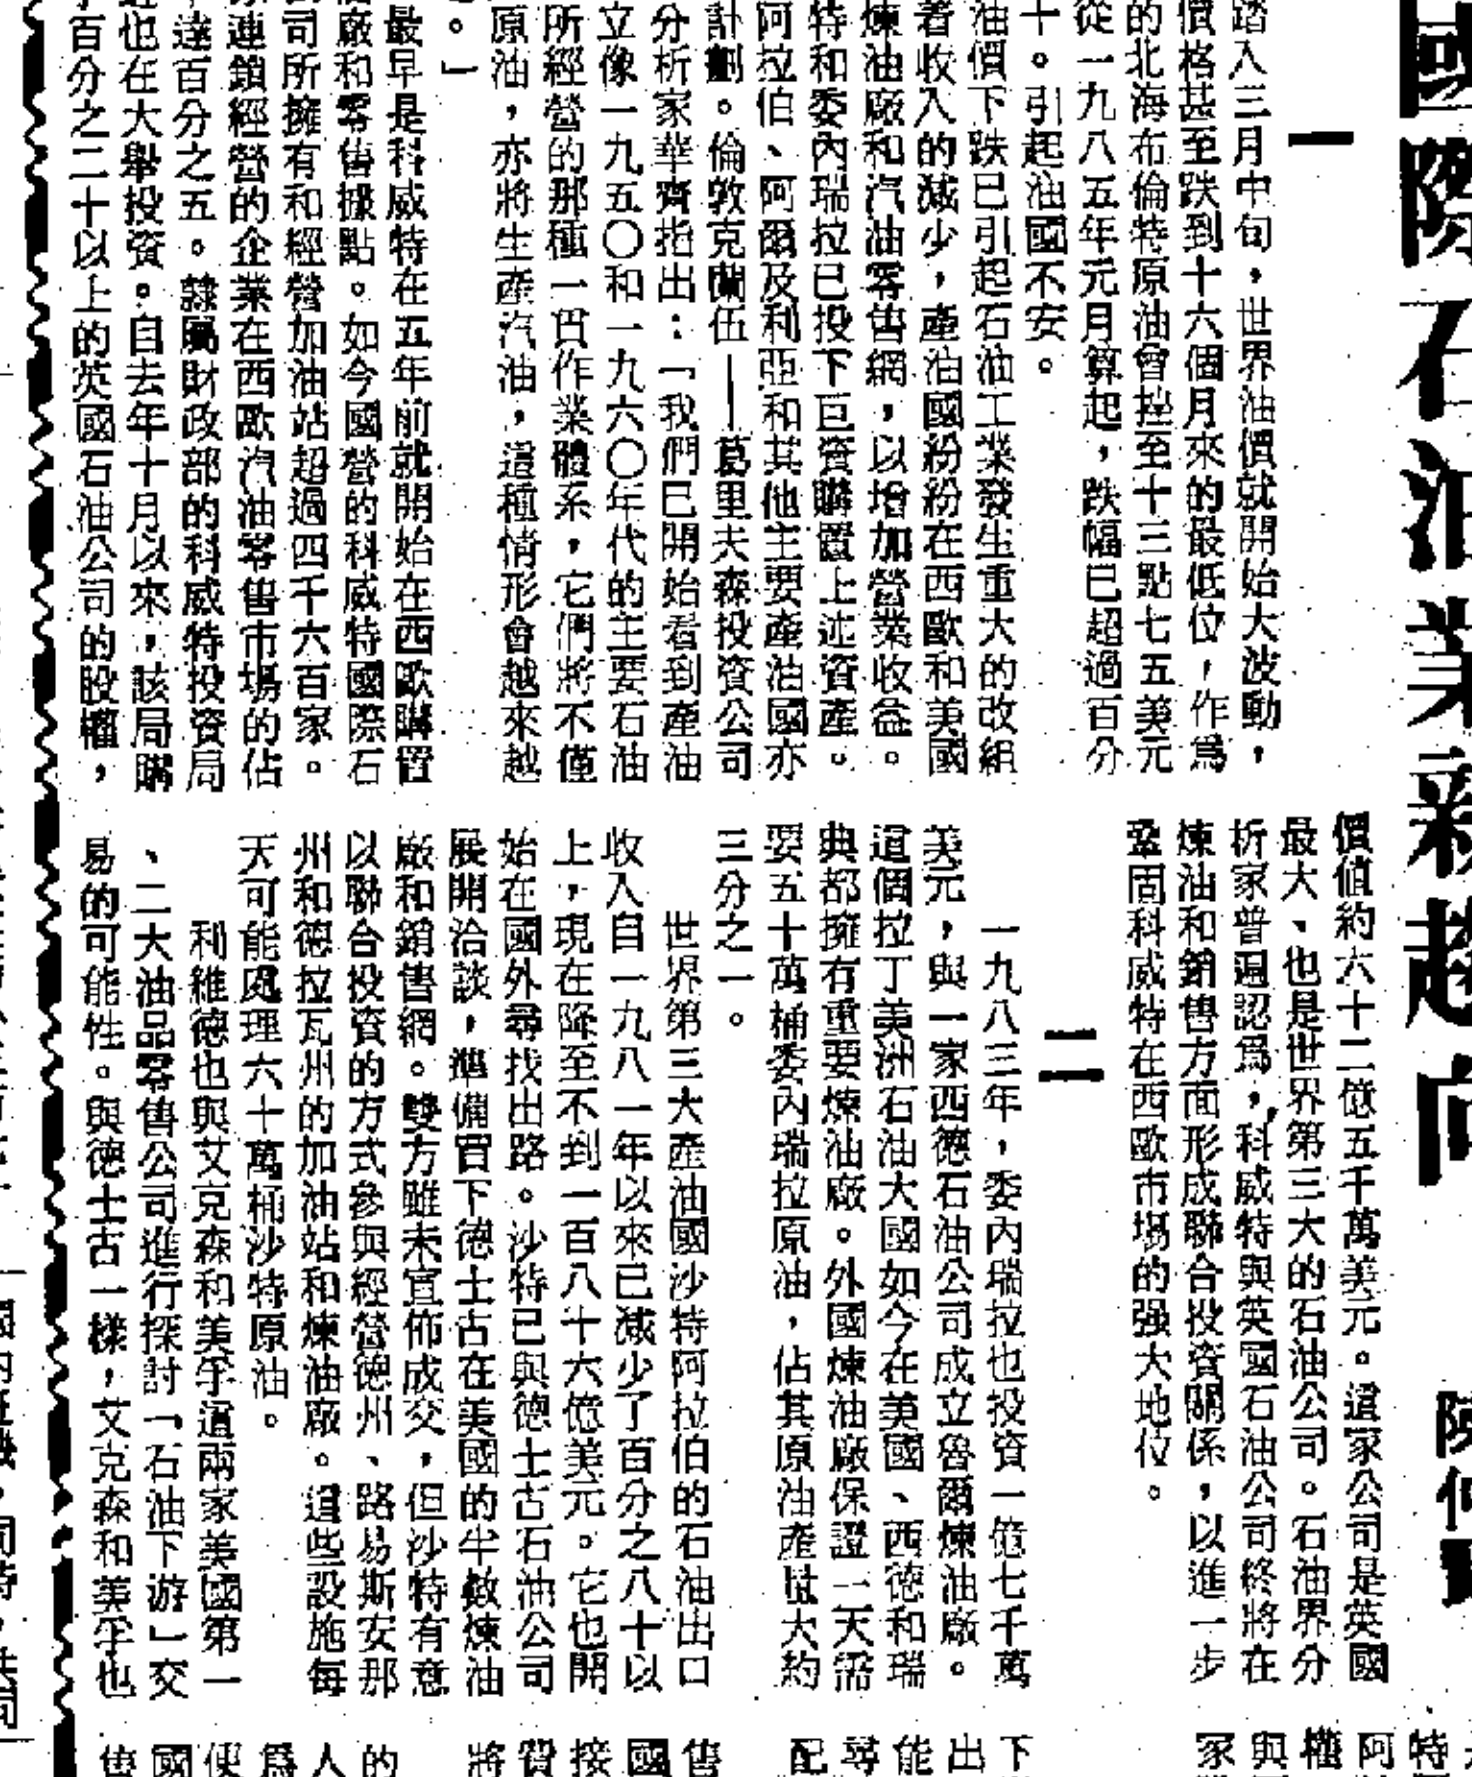 國際石油業新趨向
一
踏入三月中旬，世界油價就開始大波動，
價格甚至跌到十六個月來的最低位，作爲
的北海布倫特原油曾挫至十三點七五美元
從一九八五年元月算起，跌幅已超過百分
十。引起油國不安。
油價下跌已引起石油工業發生重大的改組
著收入的減少，產油國紛紛在西歐和美國
煉油廠和汽油零售網，以增加營業收益。
特和委內瑞拉已投下巨資購置上述資產。
阿拉伯、阿爾及利亞和其他主要產油國亦
計劃。倫敦克蘭伍——葛里夫森投資公司
分析家華齊指出：「我們已開始看到產油
立像一九五〇和一九六〇年代的主要石油
所經營的那種一貫作業體系，它們將不僅
原油，亦將生產汽油，這種情形會越來越
。」
最早是科威特在五年前就開始在西歐購置
廠和零售據點。如今國營的科威特國際石
司所擁有和經營加油站超過四千六百家。
連鎖經營的企業在西歐汽油零售市場的佔
達百分之五。隸屬財政部的科威特投資局
也在大舉投資。自去年十月以來，該局購
百分之二十以上的英國石油公司的股權，
價值約六十二億五千萬美元。這家公司是英國
最大、也是世界第三大的石油公司。石油界分
析家普遍認爲，科威特與英國石油公司終將在
煉油和銷售方面形成聯合投資關係，以進一步
鞏固科威特在西歐市場的强大地位。
二
一九八三年，委內瑞拉也投資一億七千萬
美元，與一家西德石油公司成立魯爾煉油廠。
這個拉丁美洲石油大國如今在美國、西德和瑞
典都擁有重要煉油廠。外國煉油廠保證一天需
要五十萬桶委內瑞拉原油，佔其原油產量大約
三分之一。
世界第三大產油國沙特阿拉伯的石油出口
收入自一九八一年以來已減少了百分之八十以
上，現在降至不到一百八十六億美元。它也開
始在國外尋找出路。沙特已與德士古石油公司
展開洽談，準備買下德士古在美國的半數煉油
廠和銷售網。雙方雖未宣佈成交，但沙特有意
以聯合投資的方式參與經營德州、路易斯安那
州和德拉瓦州的加油站和煉油廠。這些設施每
天可能處理六十萬桶沙特原油。
利維德也與艾克森和美孚這兩家美國第一
、二大油品零售公司進行探討「石油下游」交
易的可能性。與德士古一樣，艾克森和美孚也